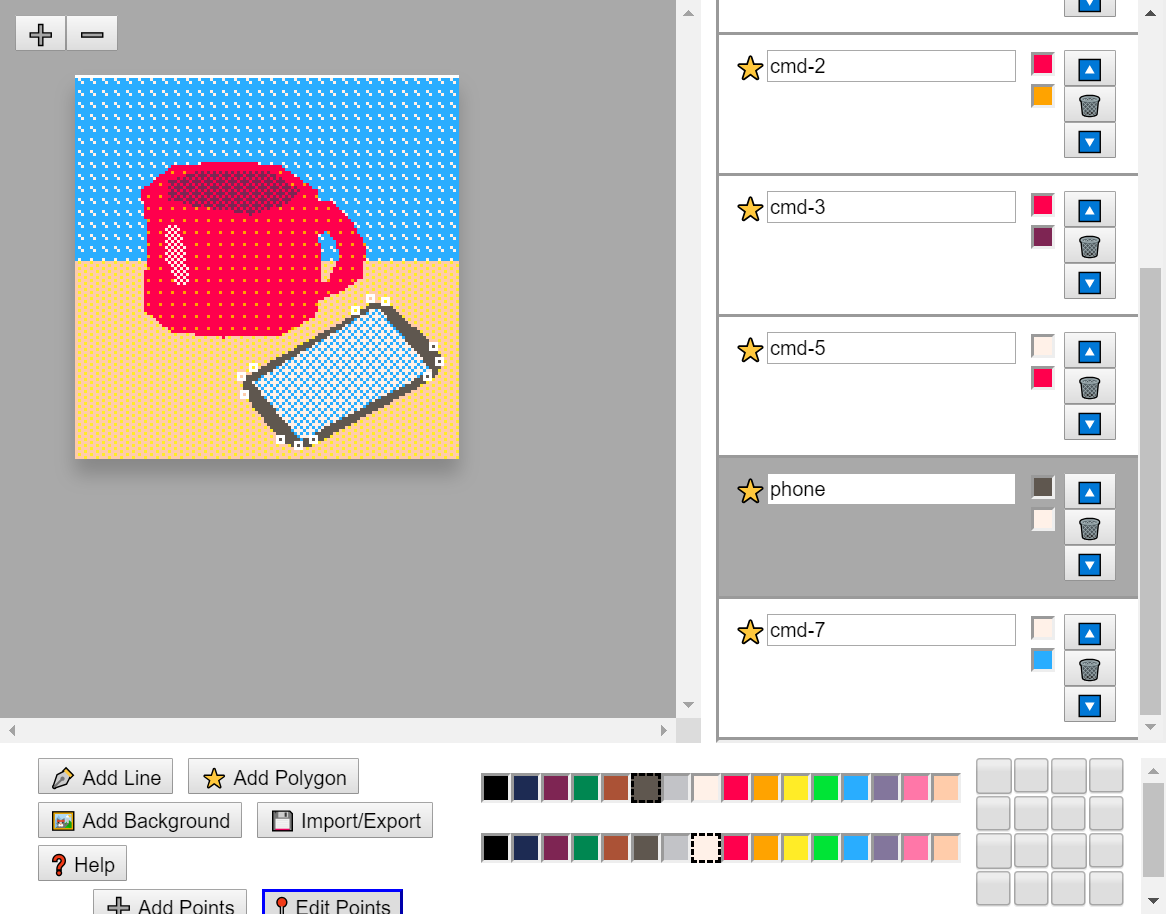 cmd-2
cmd-3
cmd-5
phone
cmd-7
Add Line
Add Polygon
Add Background
Import/Export
Help
Add Points
Edit Points